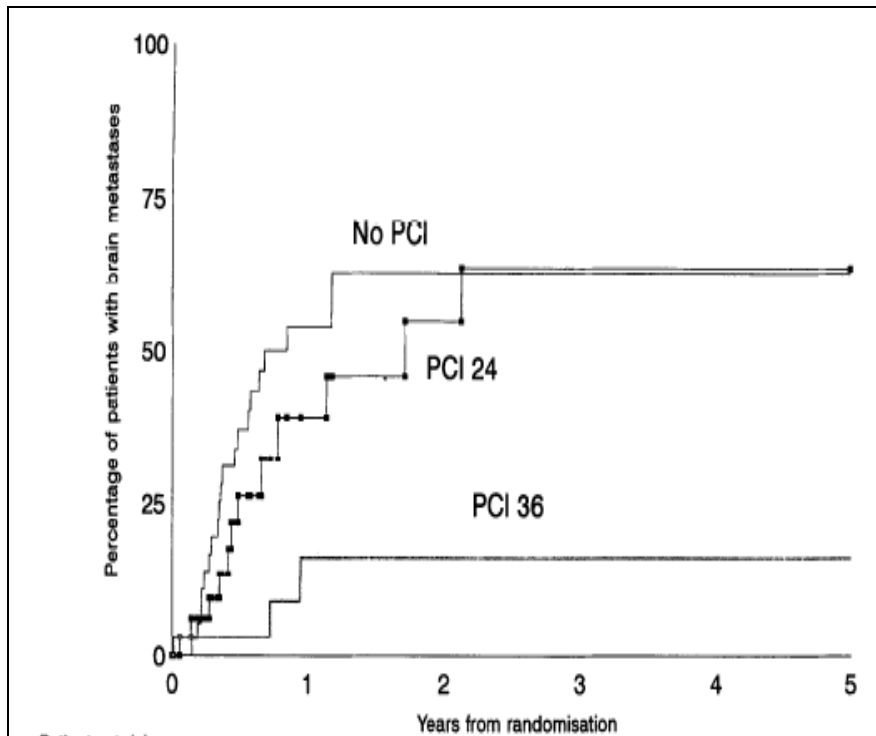 100
Percentage of patients with brain metastases
75
No PCI
50
PCI 24
25
PCI 36
0
0 1 2 3 4 5
Years from randomisation